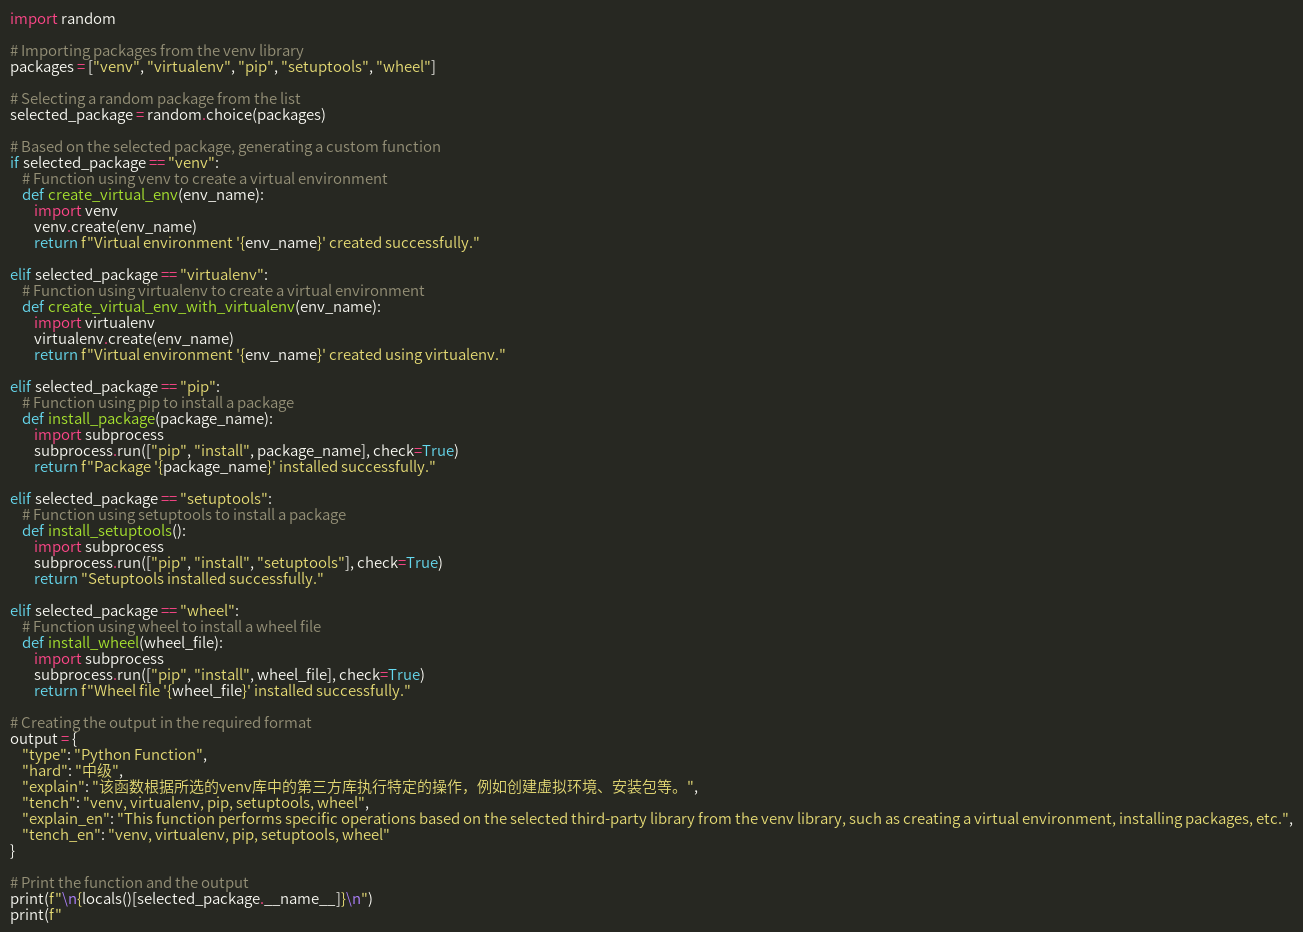 import random
# Importing packages from the venv library
packages = ["venv", "virtualenv", "pip", "setuptools", "wheel"]
# Selecting a random package from the list
selected_package = random.choice(packages)
# Based on the selected package, generating a custom function
if selected_package == "venv":
    # Function using venv to create a virtual environment
    def create_virtual_env(env_name):
        import venv
        venv.create(env_name)
        return f"Virtual environment '{env_name}' created successfully."
elif selected_package == "virtualenv":
    # Function using virtualenv to create a virtual environment
    def create_virtual_env_with_virtualenv(env_name):
        import virtualenv
        virtualenv.create(env_name)
        return f"Virtual environment '{env_name}' created using virtualenv."
elif selected_package == "pip":
    # Function using pip to install a package
    def install_package(package_name):
        import subprocess
        subprocess.run(["pip", "install", package_name], check=True)
        return f"Package '{package_name}' installed successfully."
elif selected_package == "setuptools":
    # Function using setuptools to install a package
    def install_setuptools():
        import subprocess
        subprocess.run(["pip", "install", "setuptools"], check=True)
        return "Setuptools installed successfully."
elif selected_package == "wheel":
    # Function using wheel to install a wheel file
    def install_wheel(wheel_file):
        import subprocess
        subprocess.run(["pip", "install", wheel_file], check=True)
        return f"Wheel file '{wheel_file}' installed successfully."
# Creating the output in the required format
output = {
    "type": "Python Function",
    "hard": "中级",
    "explain": "该函数根据所选的venv库中的第三方库执行特定的操作，例如创建虚拟环境、安装包等。",
    "tench": "venv, virtualenv, pip, setuptools, wheel",
    "explain_en": "This function performs specific operations based on the selected third-party library from the venv library, such as creating a virtual environment, installing packages, etc.",
    "tench_en": "venv, virtualenv, pip, setuptools, wheel"
}
# Print the function and the output
print(f"\n{locals()[selected_package.__name__]}\n")
print(f"